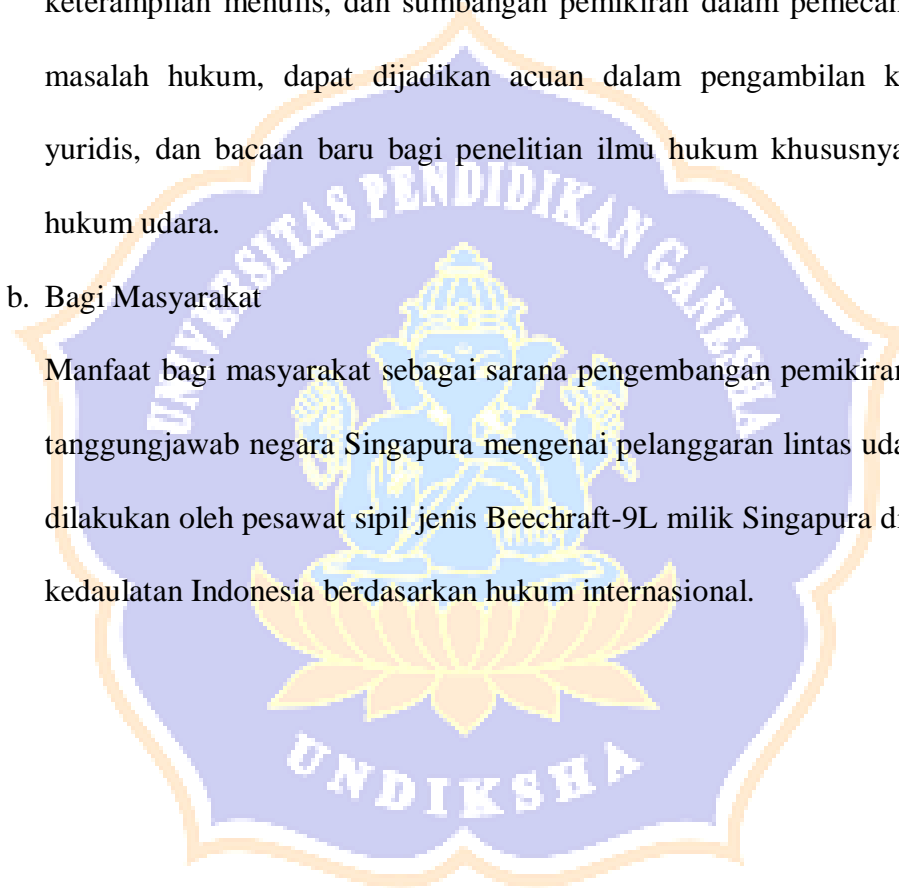 keterampilan menulis, dan sumbangan pemikiran dalam pemecah
masalah hukum, dapat dijadikan acuan dalam pengambilan k
yuridis, dan bacaan baru bagi penelitian ilmu hukum khususnya
hukum udara.
UNIVERSITAS PENDIDIKAN GANESHA
b. Bagi Masyarakat
Manfaat bagi masyarakat sebagai sarana pengembangan pemikiran
tanggungjawab negara Singapura mengenai pelanggaran lintas uda
dilakukan oleh pesawat sipil jenis Beechraft-9L milik Singapura di
kedaulatan Indonesia berdasarkan hukum internasional.
UNDIKSHA